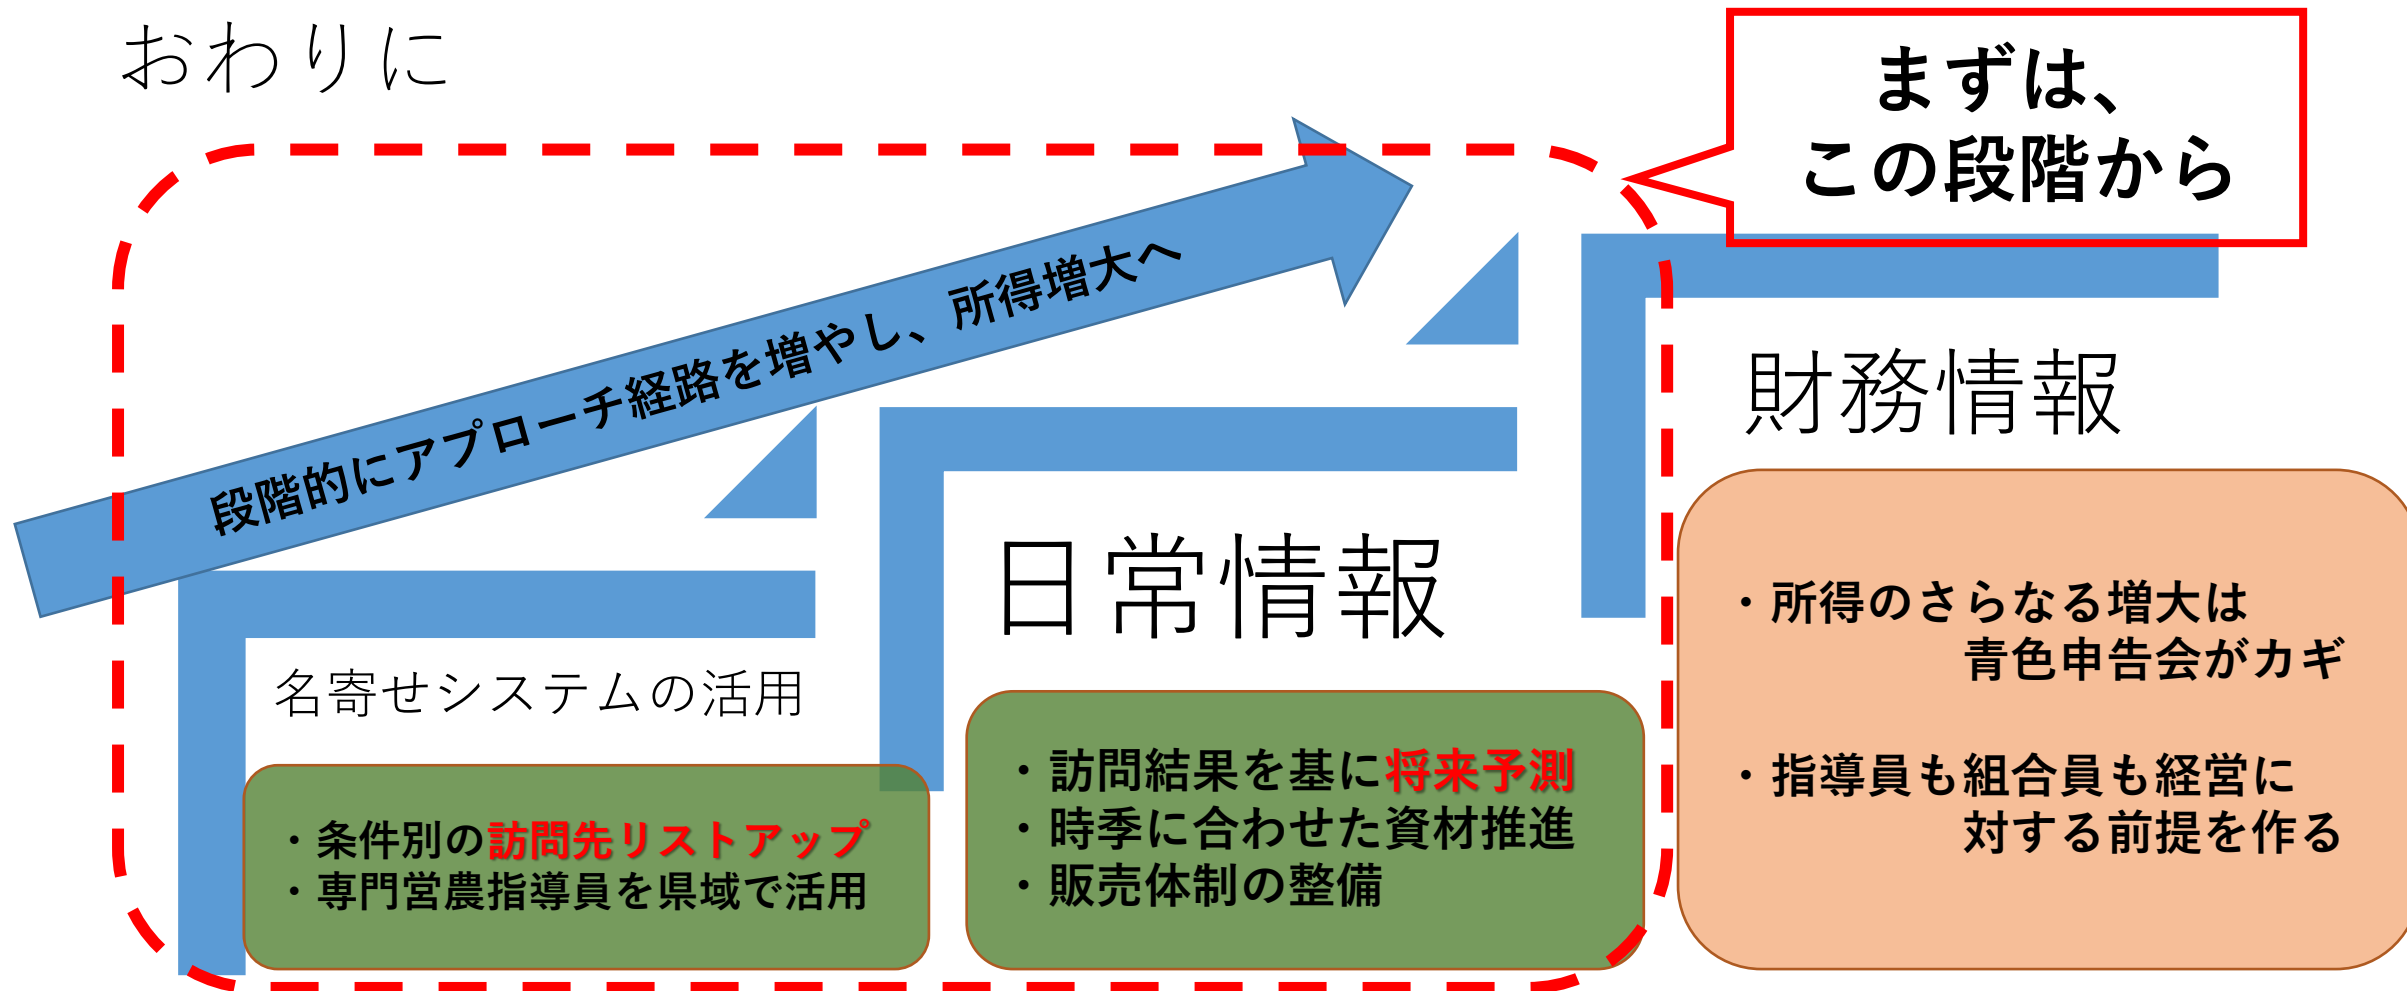 おわりに
まずは、
この段階から
段階的にアプローチ経路を増やし、所得増大へ
名寄せシステムの活用
・条件別の訪問先リストアップ
・専門営農指導員を県域で活用
日常情報
・訪問結果を基に将来予測
・時季に合わせた資材推進
・販売体制の整備
財務情報
・所得のさらなる増大は
青色申告会がカギ
・指導員も組合員も経営に
対する前提を作る